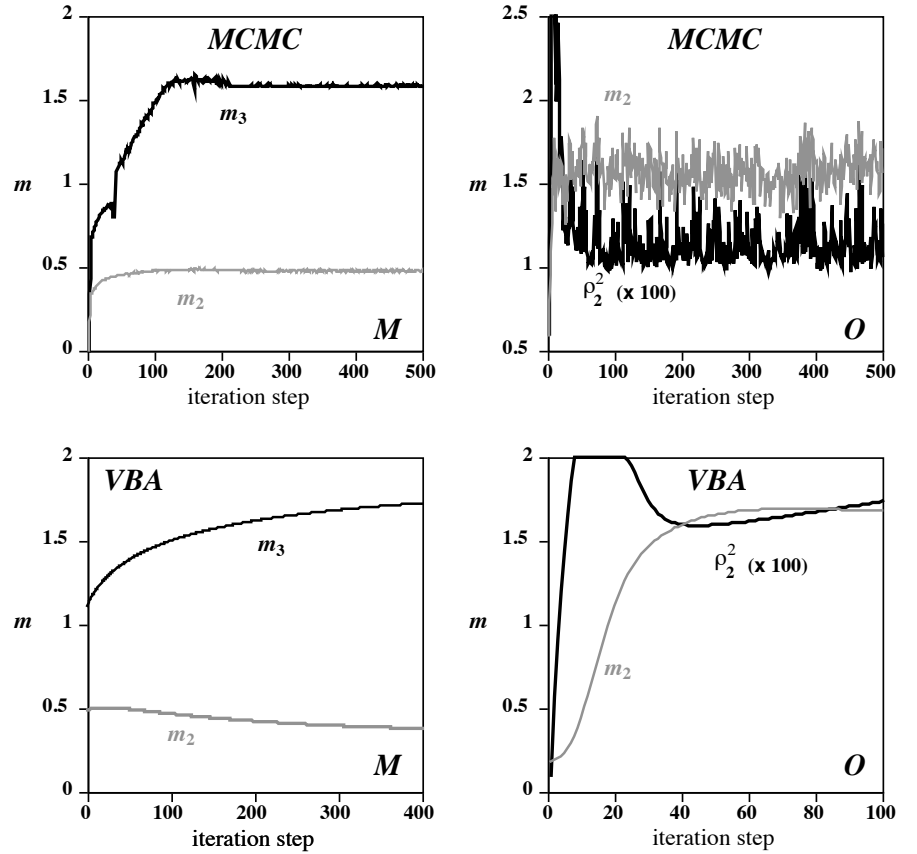 MCMC
2
1.5
m
1
0.5
0
m3
m2
M
0 100 200 300 400 500
iteration step
MCMC
2.5
2
1.5
m
1
0.5
m2
ρ2² (x 100)
O
0 100 200 300 400 500
iteration step
VBA
2
1.5
m
1
0.5
0
m3
m2
M
0 100 200 300 400
iteration step
VBA
2
1.5
m
1
0.5
0
ρ2² (x 100)
m2
O
0 20 40 60 80 100
iteration step